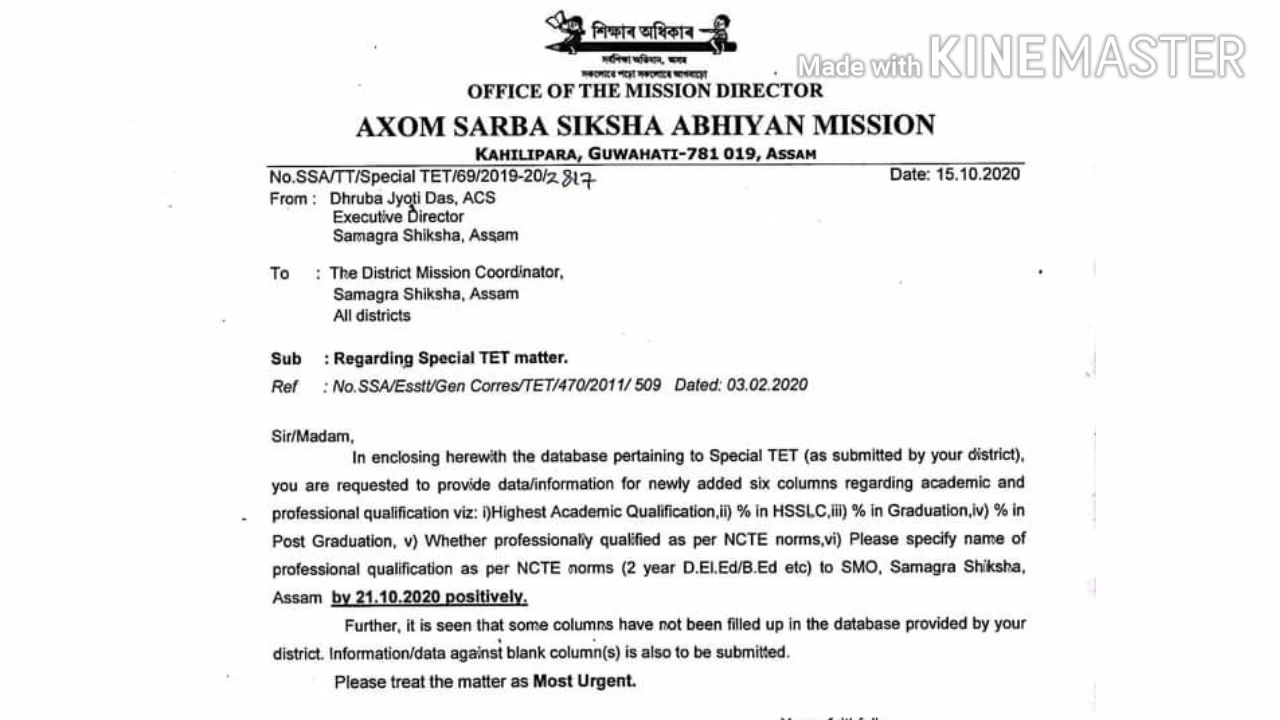 শিক্ষাৰ অধিকাৰ
Made with KINEMASTER
সৰ্বশিক্ষা অভিযান, অসম
সকলোৱে পঢ়ো সকলোৱে আগবাঢ়ো
OFFICE OF THE MISSION DIRECTOR
AXOM SARBA SIKSHA ABHIYAN MISSION
KAHILIPARA, GUWAHATI-781 019, ASSAM
No.SSA/TT/Special TET/69/2019-20/2817 Date: 15.10.2020
From : Dhruba Jyoti Das, ACS
Executive Director
Samagra Shiksha, Assam
To : The District Mission Coordinator,
Samagra Shiksha, Assam
All districts
Sub : Regarding Special TET matter.
Ref : No.SSA/Esstt/Gen Corres/TET/470/2011/ 509 Dated: 03.02.2020
Sir/Madam,
In enclosing herewith the database pertaining to Special TET (as submitted by your district),
you are requested to provide data/information for newly added six columns regarding academic and
professional qualification viz: i)Highest Academic Qualification,ii) % in HSSLC,iii) % in Graduation,iv) % in
Post Graduation, v) Whether professionally qualified as per NCTE norms,vi) Please specify name of
professional qualification as per NCTE norms (2 year D.El.Ed/B.Ed etc) to SMO, Samagra Shiksha,
Assam by 21.10.2020 positively.
Further, it is seen that some columns have not been filled up in the database provided by your
district. Information/data against blank column(s) is also to be submitted.
Please treat the matter as Most Urgent.